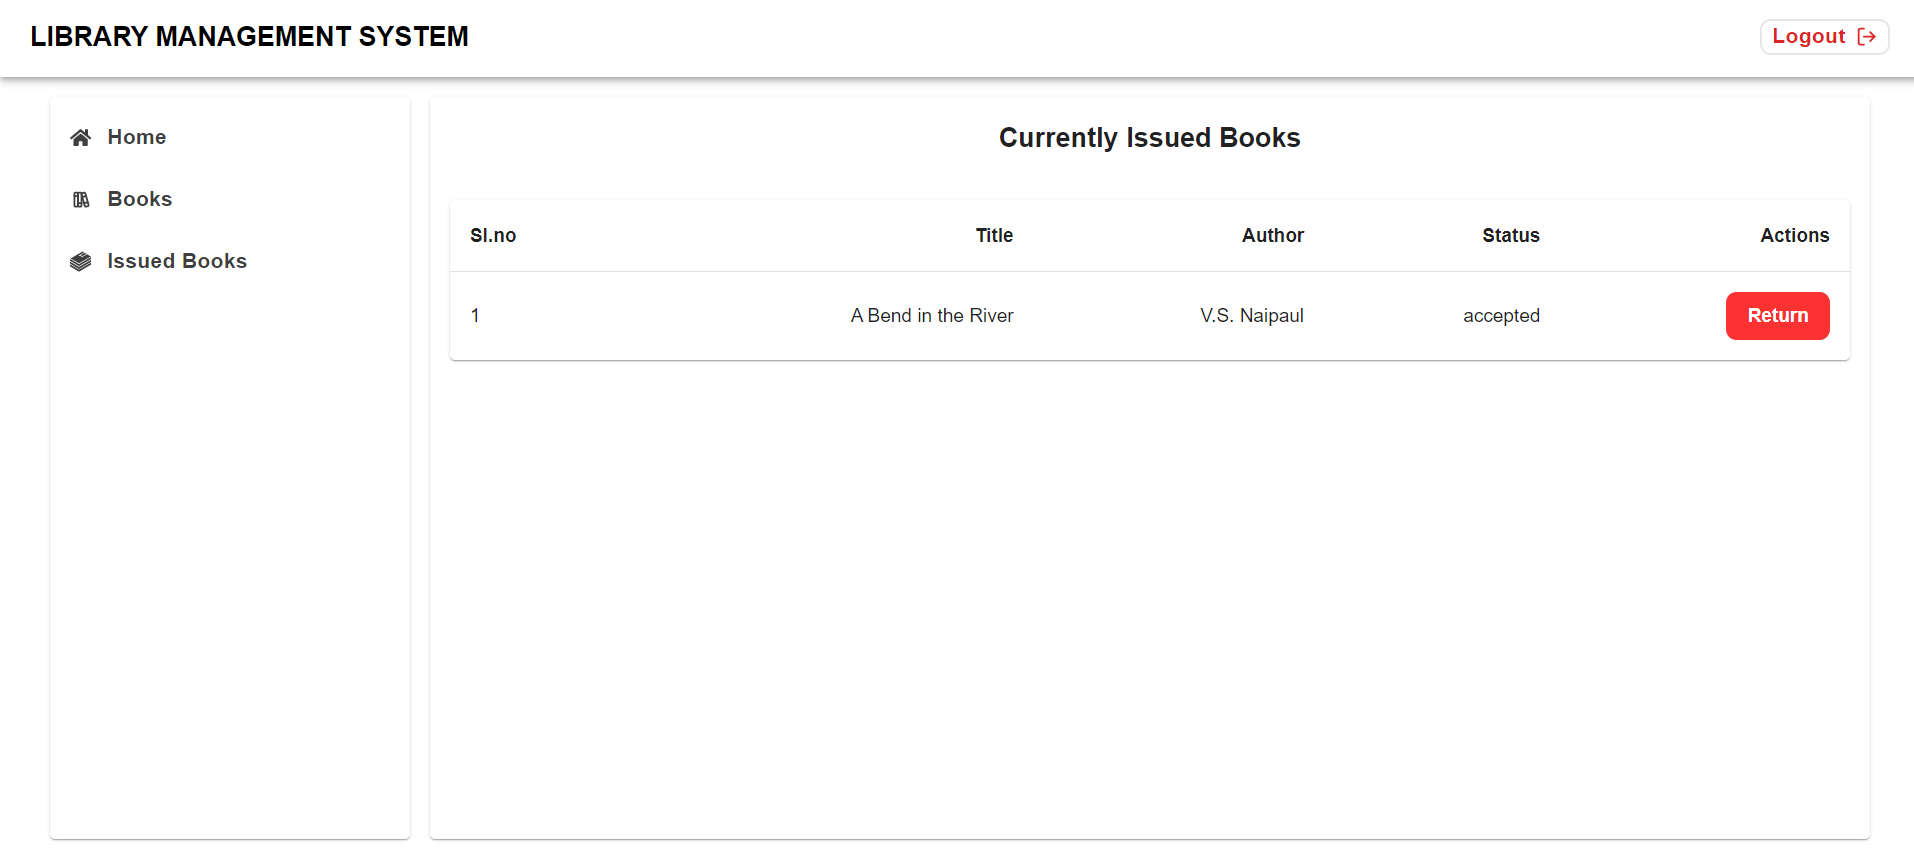 LIBRARY MANAGEMENT SYSTEM
Logout
Home
Books
Issued Books
Currently Issued Books
Sl.no Title Author Status Actions
1 A Bend in the River V.S. Naipaul accepted Return